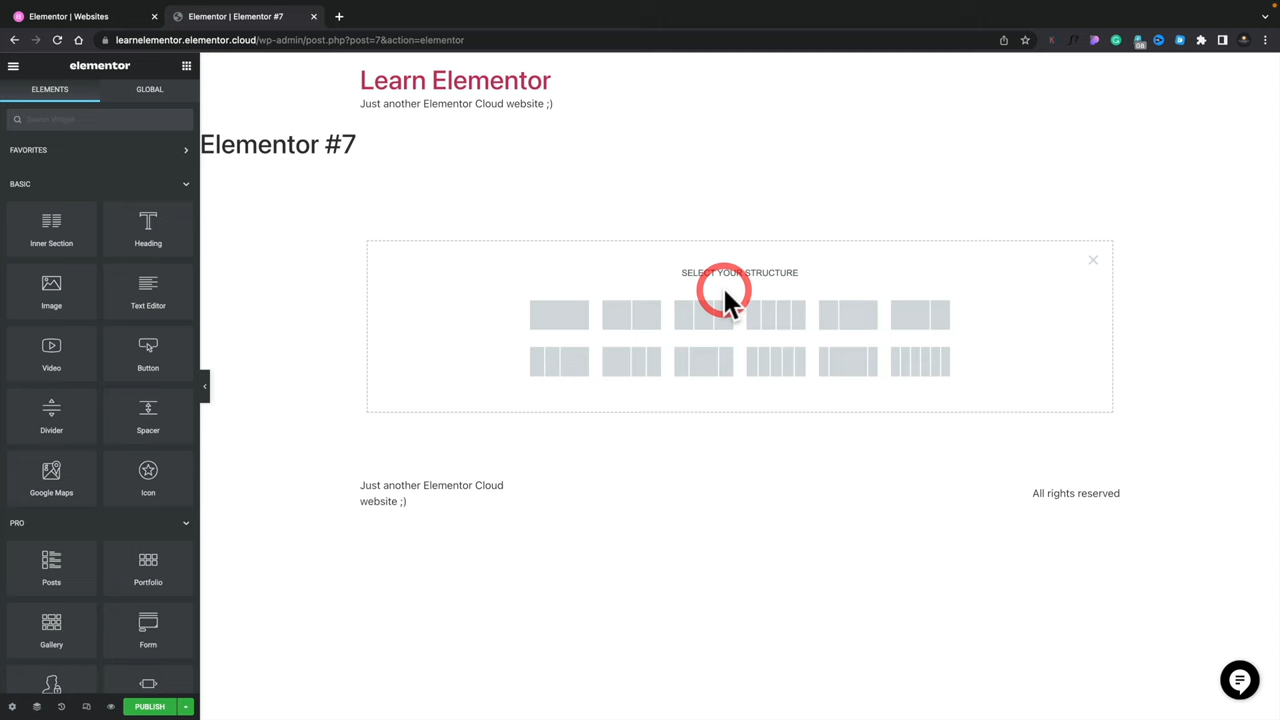 Elementor | Websites
Elementor | Elementor #7
learnelementor.elementor.cloud/wp-admin/post.php?post=7&action=elementor
08
elementor
ELEMENTS
GLOBAL
Search Widget...
FAVORITES
BASIC
Inner Section
Heading
Image
Text Editor
Video
Button
Divider
Spacer
Google Maps
Icon
PRO
Posts
Portfolio
Gallery
Form
PUBLISH
Learn Elementor
Just another Elementor Cloud website ;)
Elementor #7
SELECT YOUR STRUCTURE
Just another Elementor Cloud
website ;)
All rights reserved